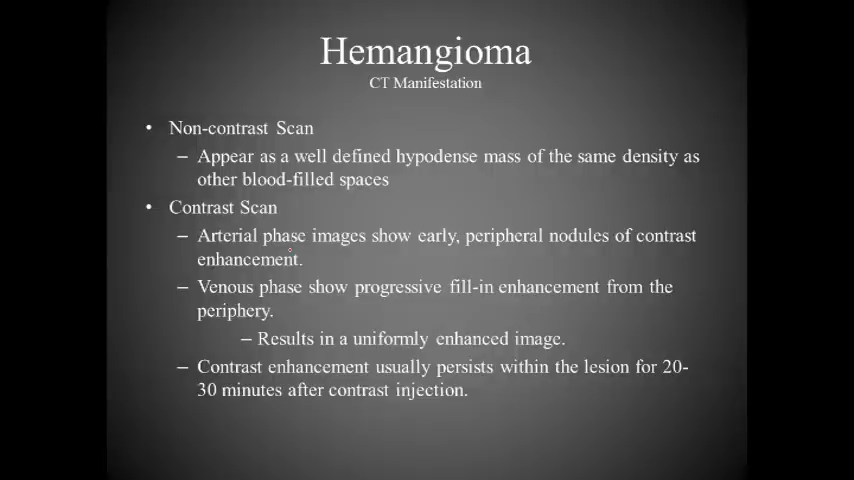 Hemangioma
CT Manifestation
• Non-contrast Scan
– Appear as a well defined hypodense mass of the same density as
other blood-filled spaces
• Contrast Scan
– Arterial phase images show early, peripheral nodules of contrast
enhancement.
– Venous phase show progressive fill-in enhancement from the
periphery.
– Results in a uniformly enhanced image.
– Contrast enhancement usually persists within the lesion for 20-
30 minutes after contrast injection.